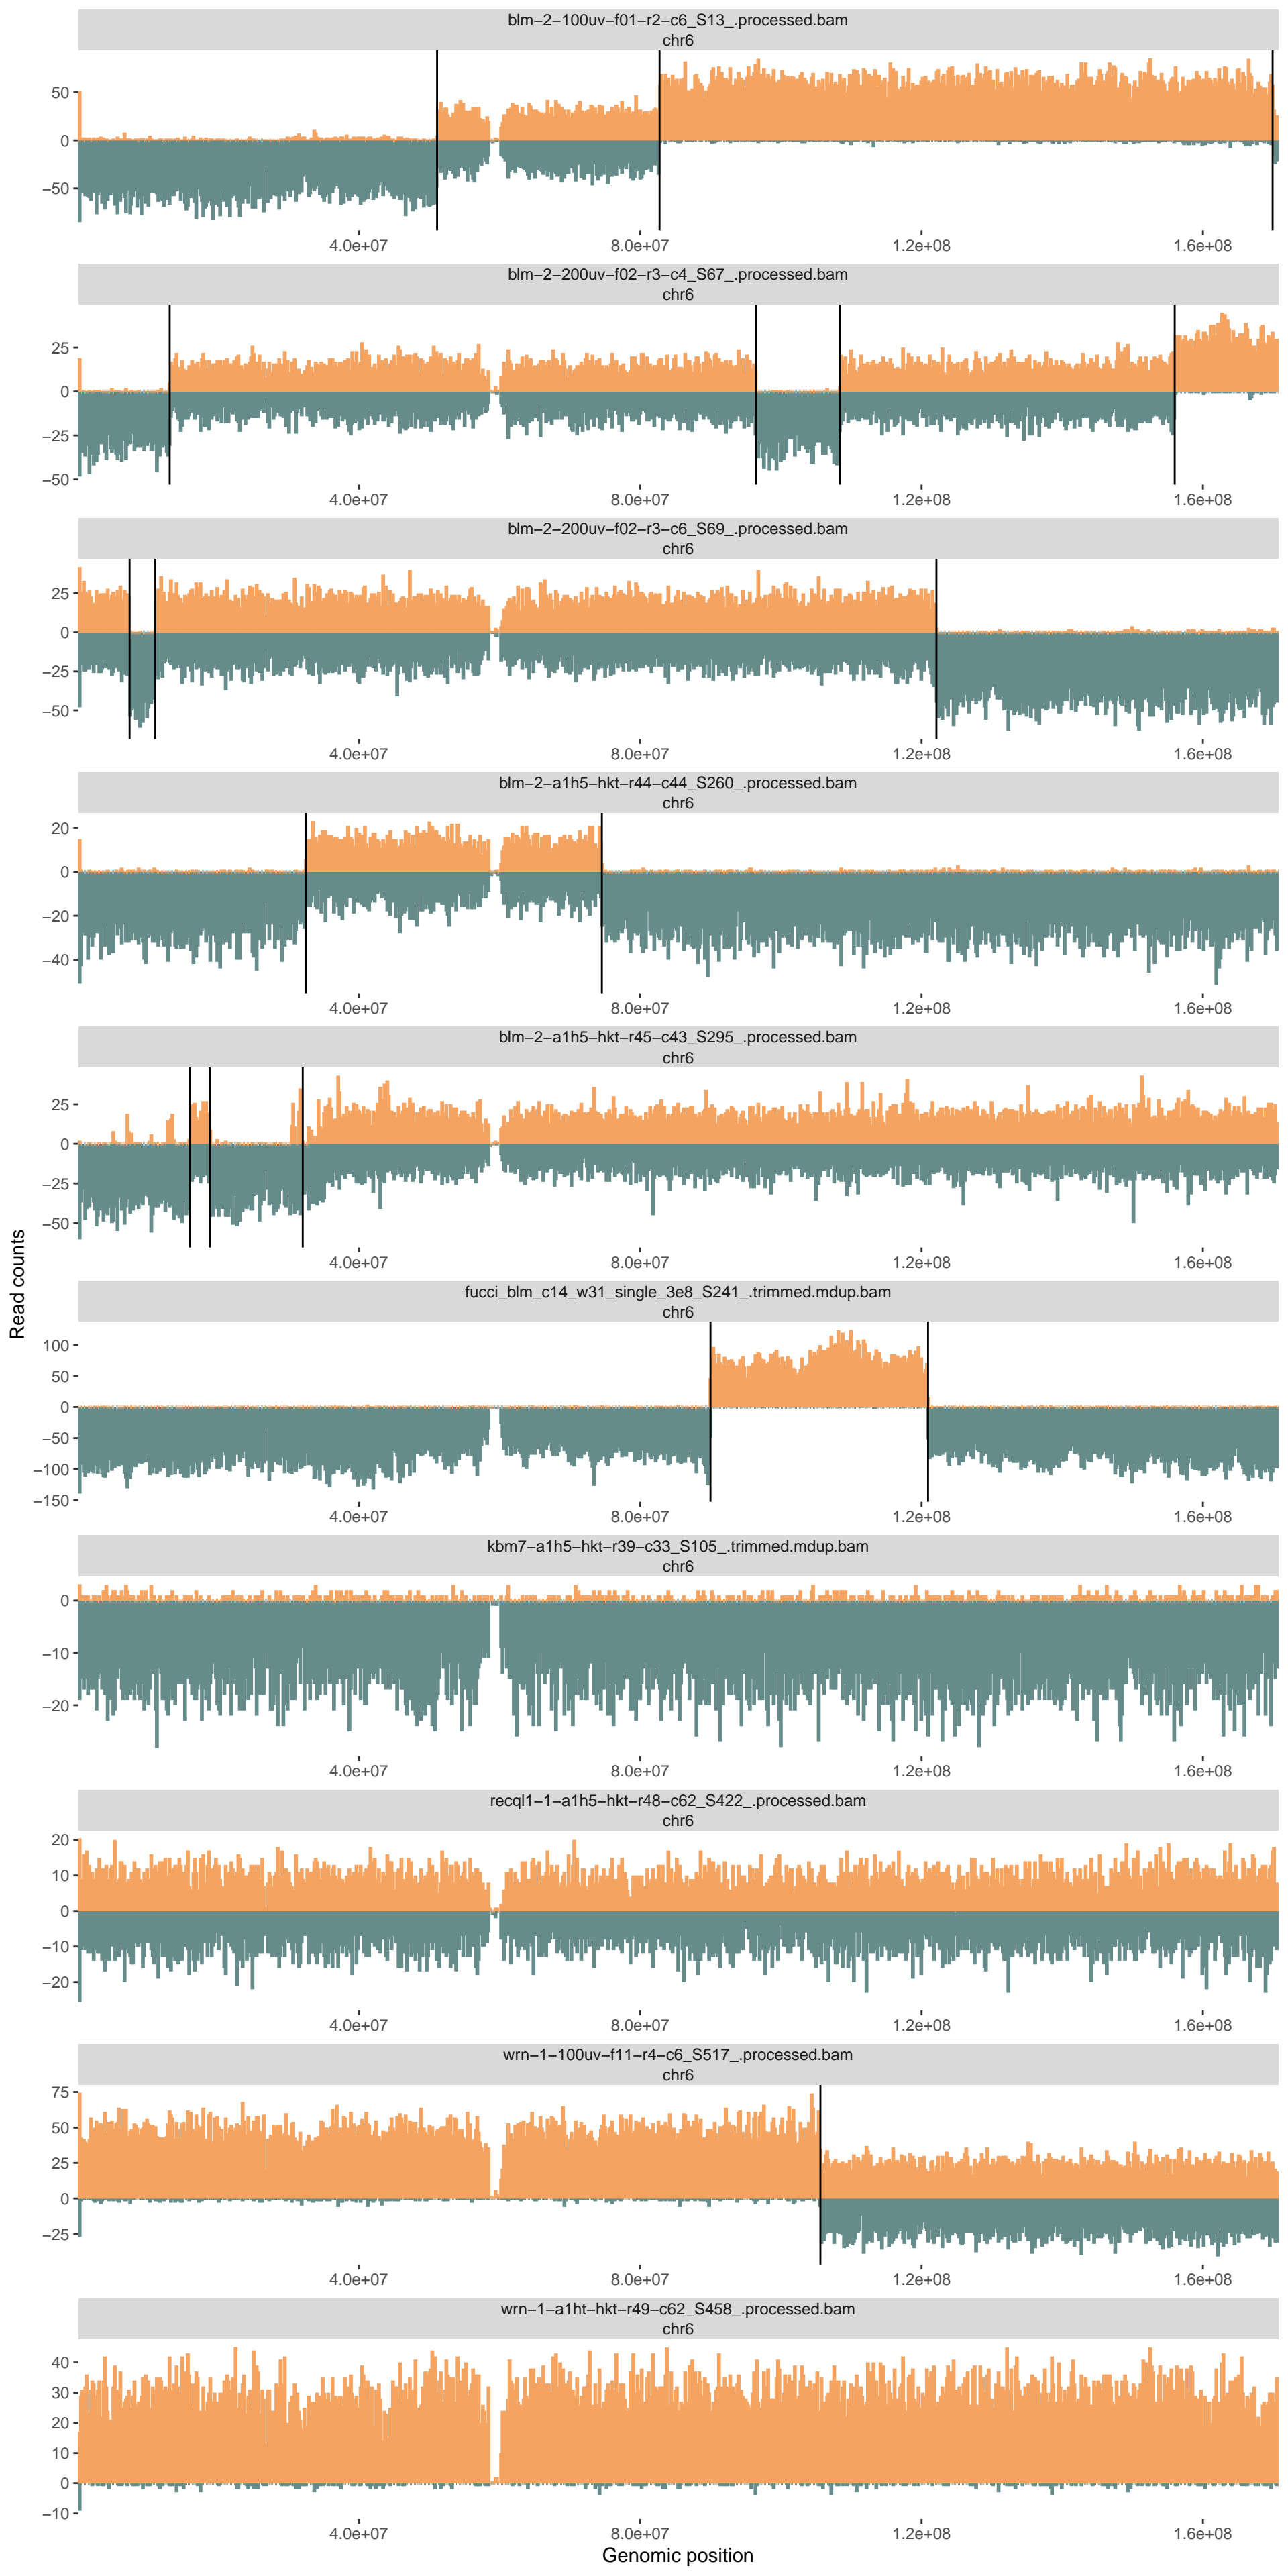 blm−2−100uv−f01−r2−c6_S13_.processed.bam
chr6
50
0
−50
4.0e+07 8.0e+07 1.2e+08 1.6e+08
blm−2−200uv−f02−r3−c4_S67_.processed.bam
chr6
25
0
−25
−50
4.0e+07 8.0e+07 1.2e+08 1.6e+08
blm−2−200uv−f02−r3−c6_S69_.processed.bam
chr6
25
0
−25
−50
4.0e+07 8.0e+07 1.2e+08 1.6e+08
blm−2−a1h5−hkt−r44−c44_S260_.processed.bam
chr6
20
0
−20
−40
4.0e+07 8.0e+07 1.2e+08 1.6e+08
blm−2−a1h5−hkt−r45−c43_S295_.processed.bam
chr6
25
0
−25
−50
4.0e+07 8.0e+07 1.2e+08 1.6e+08
Read counts
fucci_blm_c14_w31_single_3e8_S241_.trimmed.mdup.bam
chr6
100
50
0
−50
−100
−150
4.0e+07 8.0e+07 1.2e+08 1.6e+08
kbm7−a1h5−hkt−r39−c33_S105_.trimmed.mdup.bam
chr6
0
−10
−20
4.0e+07 8.0e+07 1.2e+08 1.6e+08
recql1−1−a1h5−hkt−r48−c62_S422_.processed.bam
chr6
20
10
0
−10
−20
4.0e+07 8.0e+07 1.2e+08 1.6e+08
wrn−1−100uv−f11−r4−c6_S517_.processed.bam
chr6
75
50
25
0
−25
4.0e+07 8.0e+07 1.2e+08 1.6e+08
wrn−1−a1ht−hkt−r49−c62_S458_.processed.bam
chr6
40
30
20
10
0
−10
4.0e+07 8.0e+07 1.2e+08 1.6e+08
Genomic position